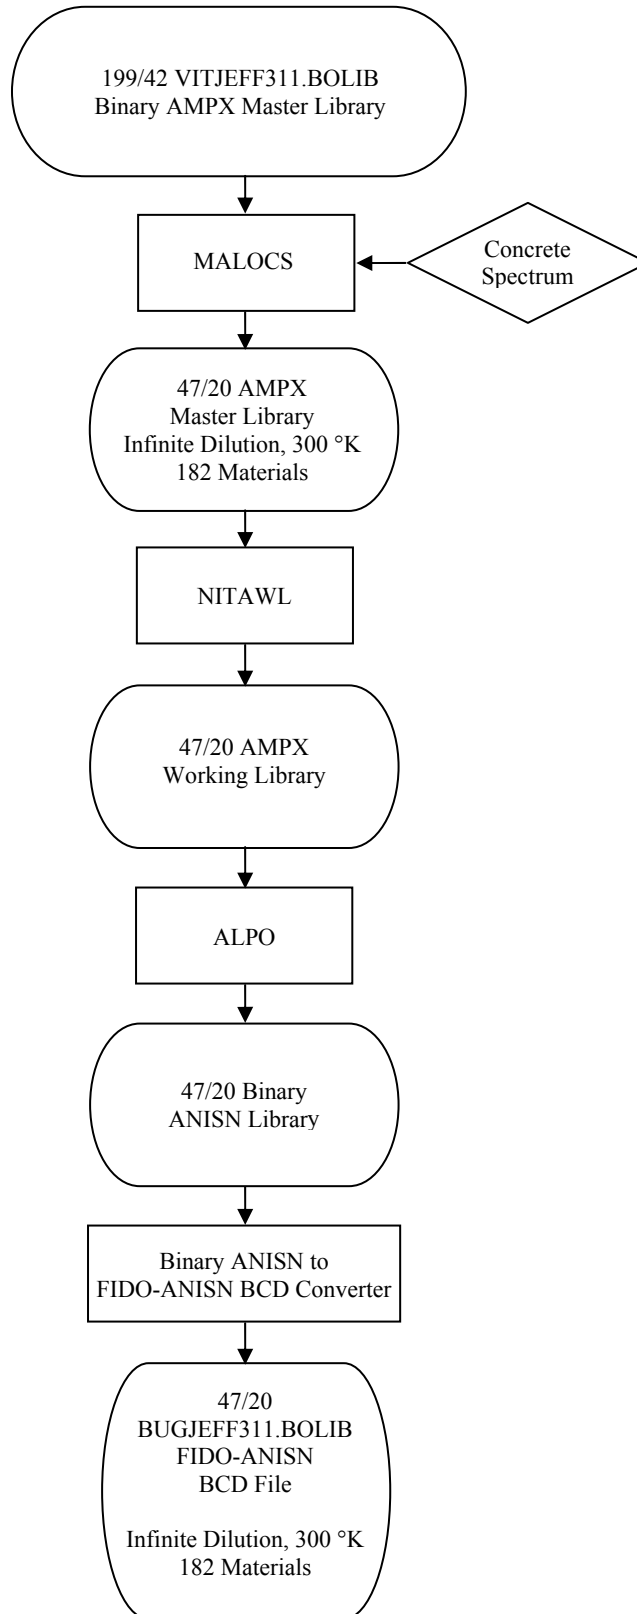 199/42 VITJEFF311.BOLIB
Binary AMPX Master Library
MALOCS
Concrete
Spectrum
47/20 AMPX
Master Library
Infinite Dilution, 300 °K
182 Materials
NITAWL
47/20 AMPX
Working Library
ALPO
47/20 Binary
ANISN Library
Binary ANISN to
FIDO-ANISN BCD Converter
47/20
BUGJEFF311.BOLIB
FIDO-ANISN
BCD File
Infinite Dilution, 300 °K
182 Materials